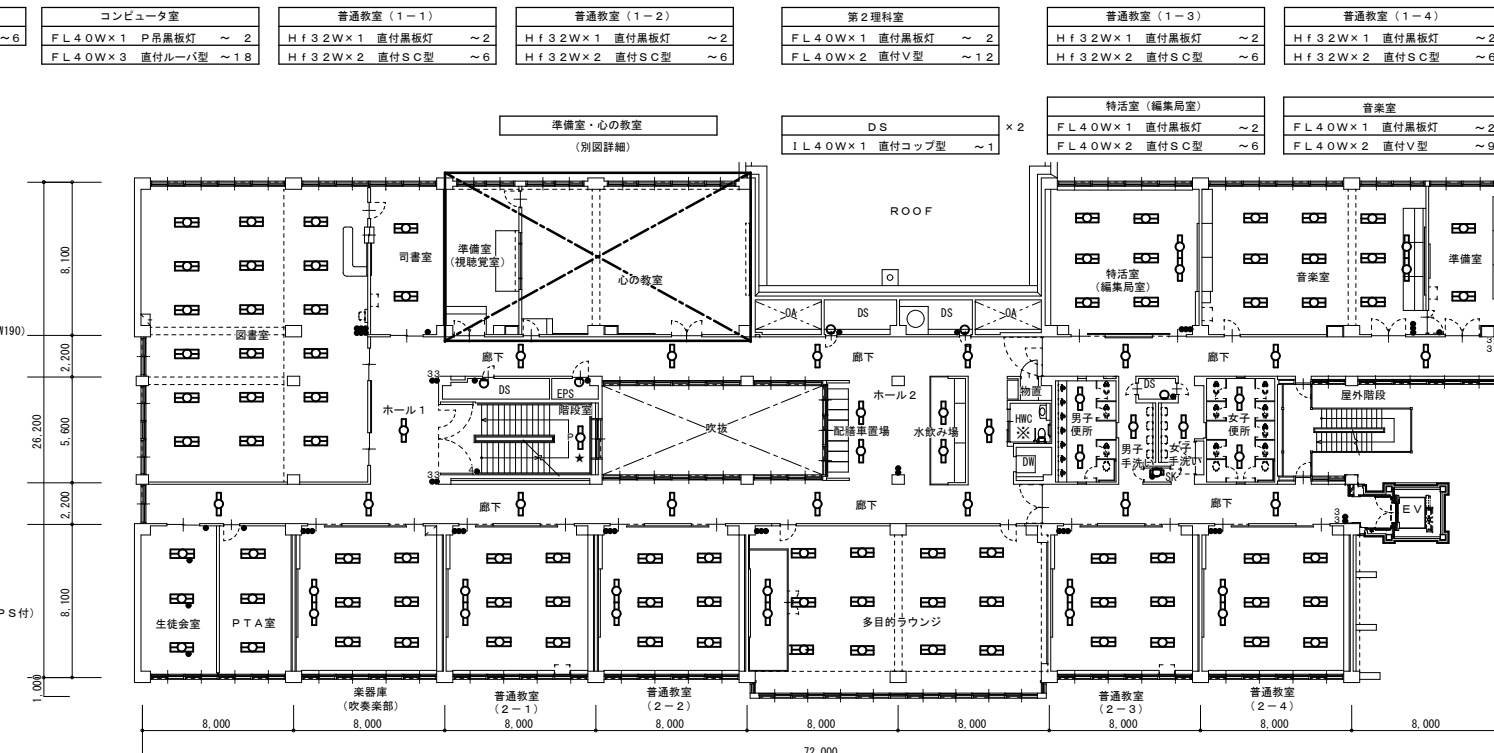 ～6
コンピュータ室
FL40W×1 P吊黒板灯 ～ 2
FL40W×3 直付ルーバ型 ～18
普通教室(1－1)
Hf32W×1 直付黒板灯 ～2
Hf32W×2 直付SC型 ～6
普通教室(1－2)
Hf32W×1 直付黒板灯 ～2
Hf32W×2 直付SC型 ～6
第2理科室
FL40W×1 直付黒板灯 ～ 2
FL40W×2 直付V型 ～12
普通教室(1－3)
Hf32W×1 直付黒板灯 ～2
Hf32W×2 直付SC型 ～6
普通教室(1－4)
Hf32W×1 直付黒板灯 ～2
Hf32W×2 直付SC型 ～6
準備室・心の教室
(別図詳細)
DS
IL40W×1 直付コップ型 ～1
×2
特活室(編集局室)
FL40W×1 直付黒板灯 ～2
FL40W×2 直付SC型 ～6
音楽室
FL40W×1 直付黒板灯 ～2
FL40W×2 直付V型 ～9
ROOF
8,100
司書室
準備室
(視聴覚室)
心の教室
特活室
(編集局室)
音楽室
準備室
W190)
図書室
OA
DS
DS
OA
2,200
廊下
廊下
廊下
3
3
33
DS
EPS
階段室
物置
DS
屋外階段
26,200
5,600
ホール1
吹抜
ホール2
配膳車置場
水飲み場
HWC
※
DW
男子
便所
男子
手洗い
女子
手洗い
女子
便所
SK
P
★
4
33
2,200
廊下
廊下
廊下
3
3
EV
PS付)
8,100
生徒会室
PTA室
多目的ラウンジ
1,000
楽器庫
(吹奏楽部)
普通教室
(2－1)
普通教室
(2－2)
普通教室
(2－3)
普通教室
(2－4)
8,000
8,000
8,000
8,000
8,000
8,000
8,000
8,000
8,000
72,000